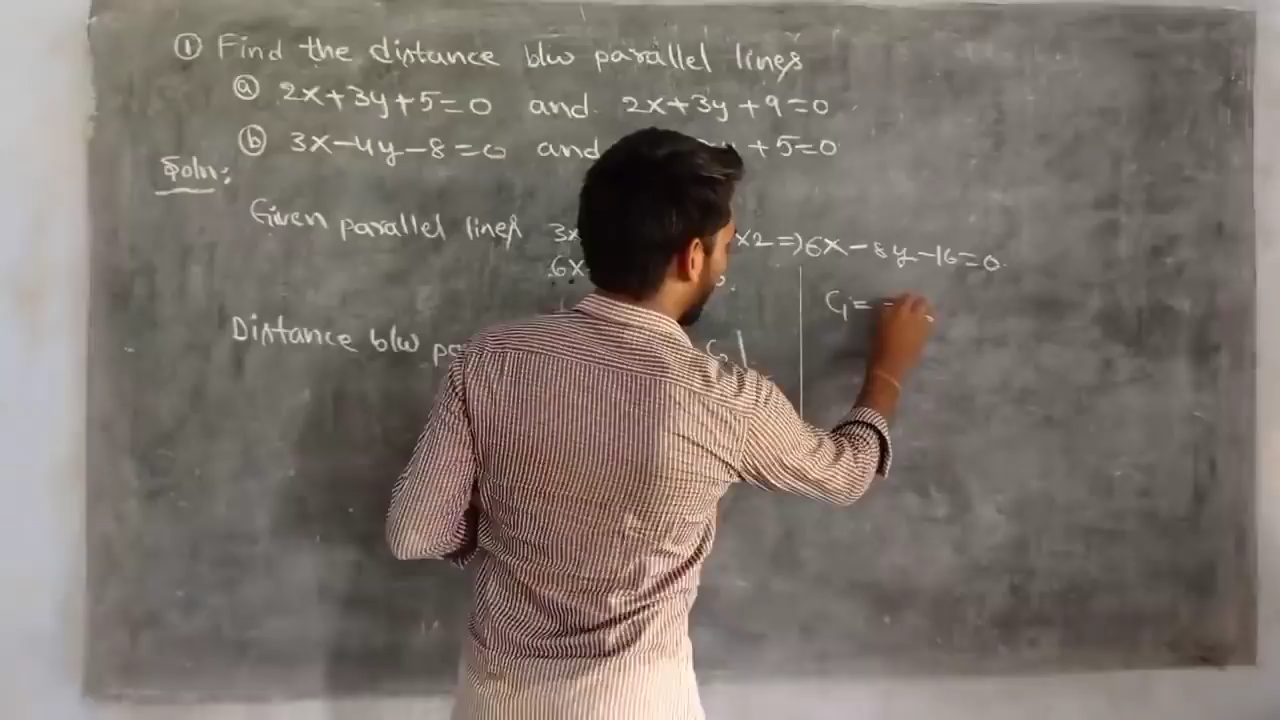 ① Find the distance b/w parallel lines
ⓐ 2x+3y+5=0 and 2x+3y+9=0
ⓑ 3x-4y-8=0 and +5=0
Soln:
Given parallel lines 3x ×2=)6x-8y-16=0.
6x
Distance b/w C₁=-